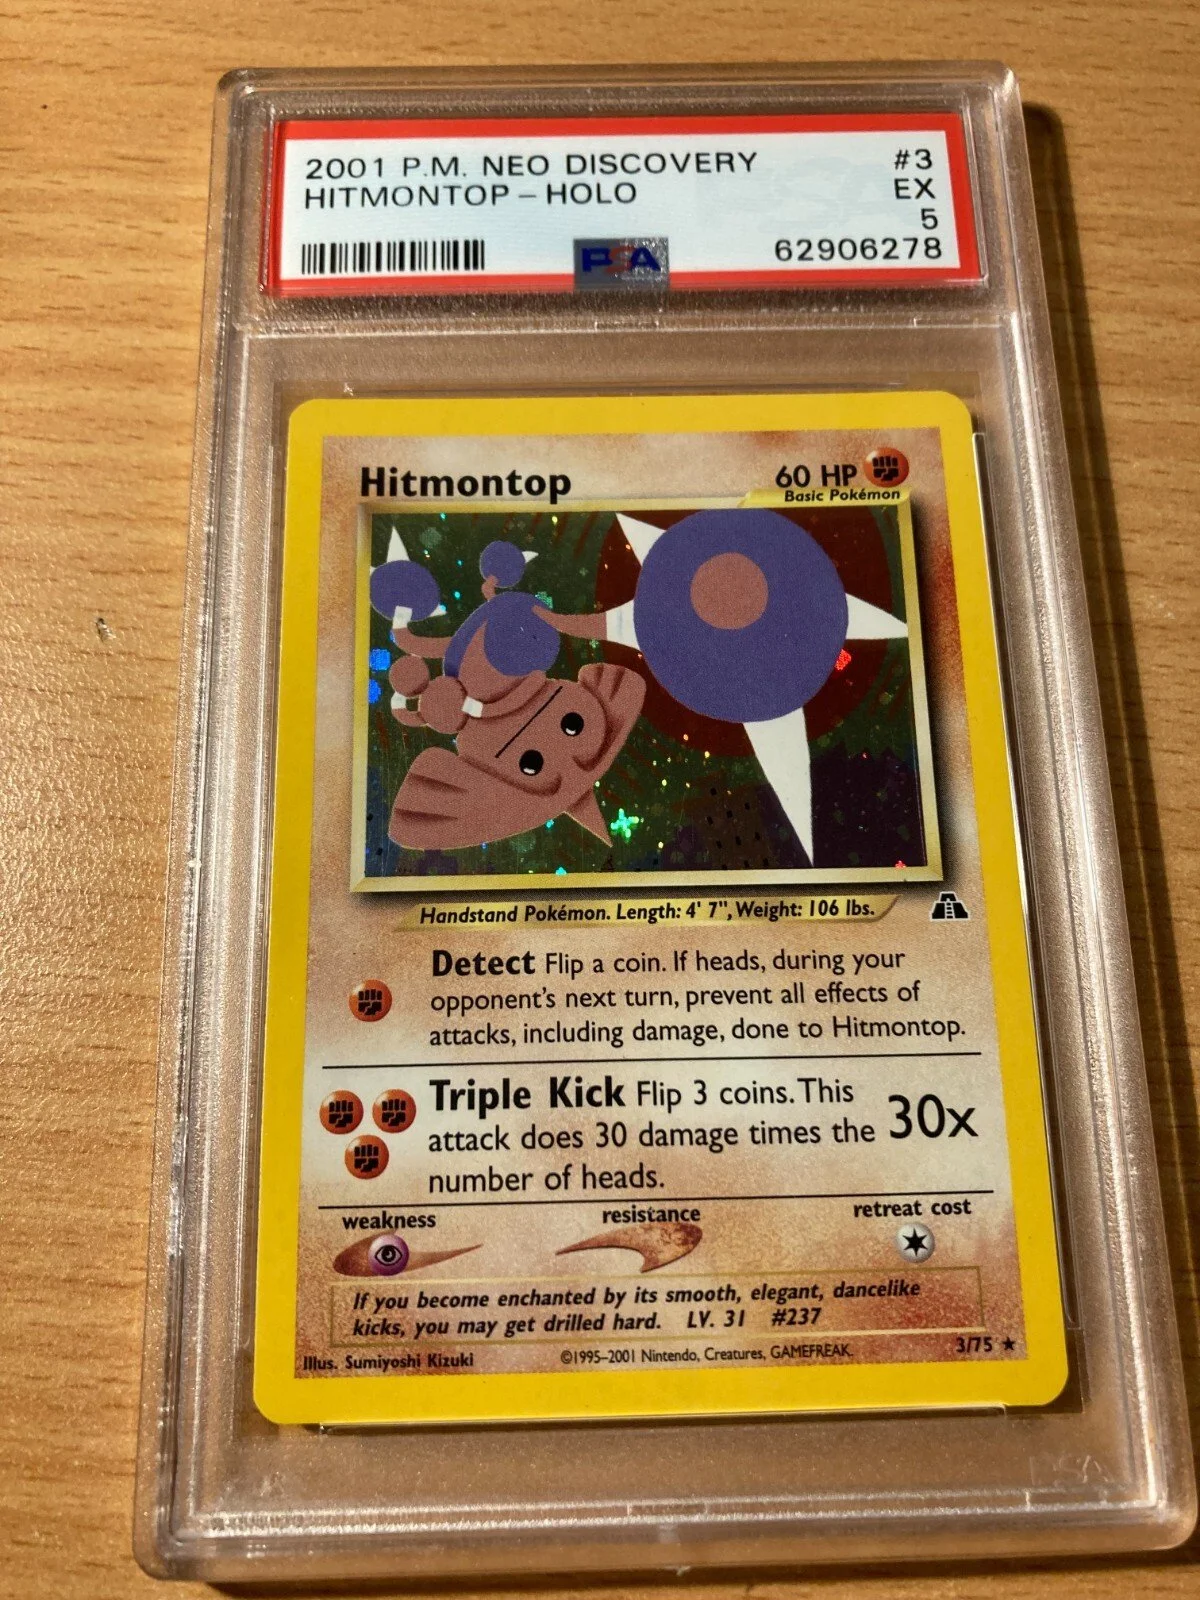 2001 P.M. NEO DISCOVERY #3
HITMONTOP – HOLO EX
5
PSA 62906278
Hitmontop 60 HP
Basic Pokémon
Handstand Pokémon. Length: 4' 7", Weight: 106 lbs.
Detect Flip a coin. If heads, during your
opponent's next turn, prevent all effects of
attacks, including damage, done to Hitmontop.
Triple Kick Flip 3 coins. This
attack does 30 damage times the 30x
number of heads.
weakness resistance retreat cost
If you become enchanted by its smooth, elegant, dancelike
kicks, you may get drilled hard. LV. 31 #237
Illus. Sumiyoshi Kizuki ©1995–2001 Nintendo, Creatures, GAMEFREAK. 3/75 ★
PSA